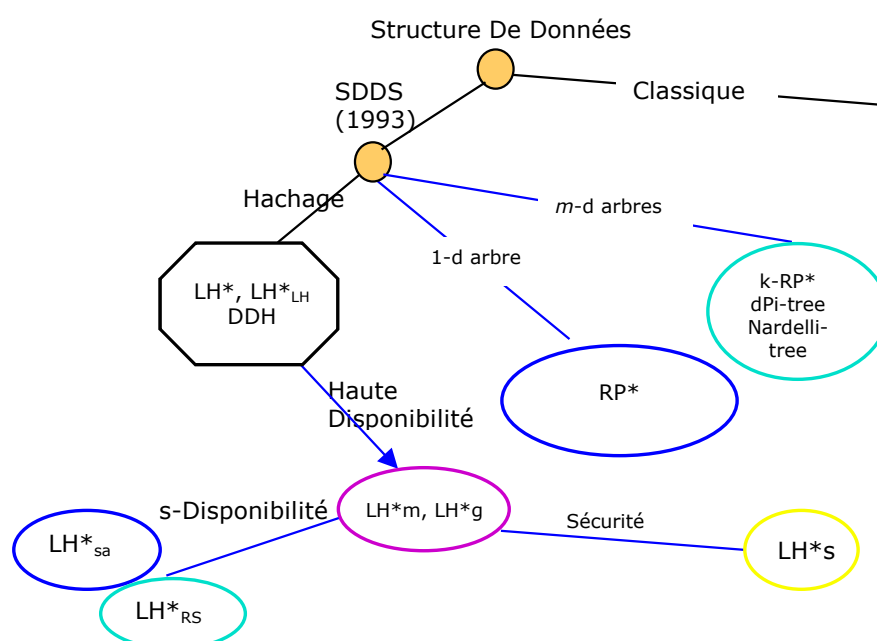 Structure De Données
SDDS
(1993)
Classique
Hachage
m-d arbres
1-d arbre
LH*, LH*LH
DDH
k-RP*
dPi-tree
Nardelli-
tree
RP*
Haute
Disponibilité
s-Disponibilité
LH*m, LH*g
Sécurité
LH*sa
LH*s
LH*RS